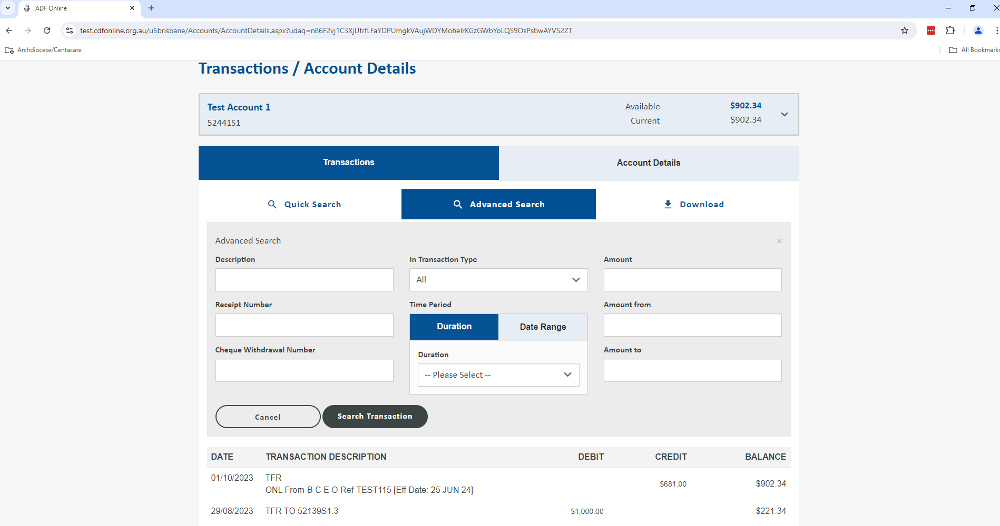 ADF Online
test.cdfonline.org.au/u5brisbane/Accounts/AccountDetails.aspx?udaq=n86F2vj1C3XjUtrfLFaYDPUmgkVAujWDYMoheIrKGzGWbYoLQS9OsPsbwAYVS2ZT
Archdiocese/Centacare
All Bookmarks
Transactions / Account Details
Test Account 1
Available $902.34
52441S1
Current $902.34
Transactions Account Details
Quick Search Advanced Search Download
Advanced Search
Description In Transaction Type Amount
All
Receipt Number Time Period Amount from
Duration Date Range
Cheque Withdrawal Number Duration Amount to
-- Please Select --
Cancel Search Transaction
DATE TRANSACTION DESCRIPTION DEBIT CREDIT BALANCE
01/10/2023 TFR
ONL From-B C E O Ref-TEST115 [Eff Date: 25 JUN 24] $681.00 $902.34
29/08/2023 TFR TO 52139S1.3 $1,000.00 $221.34